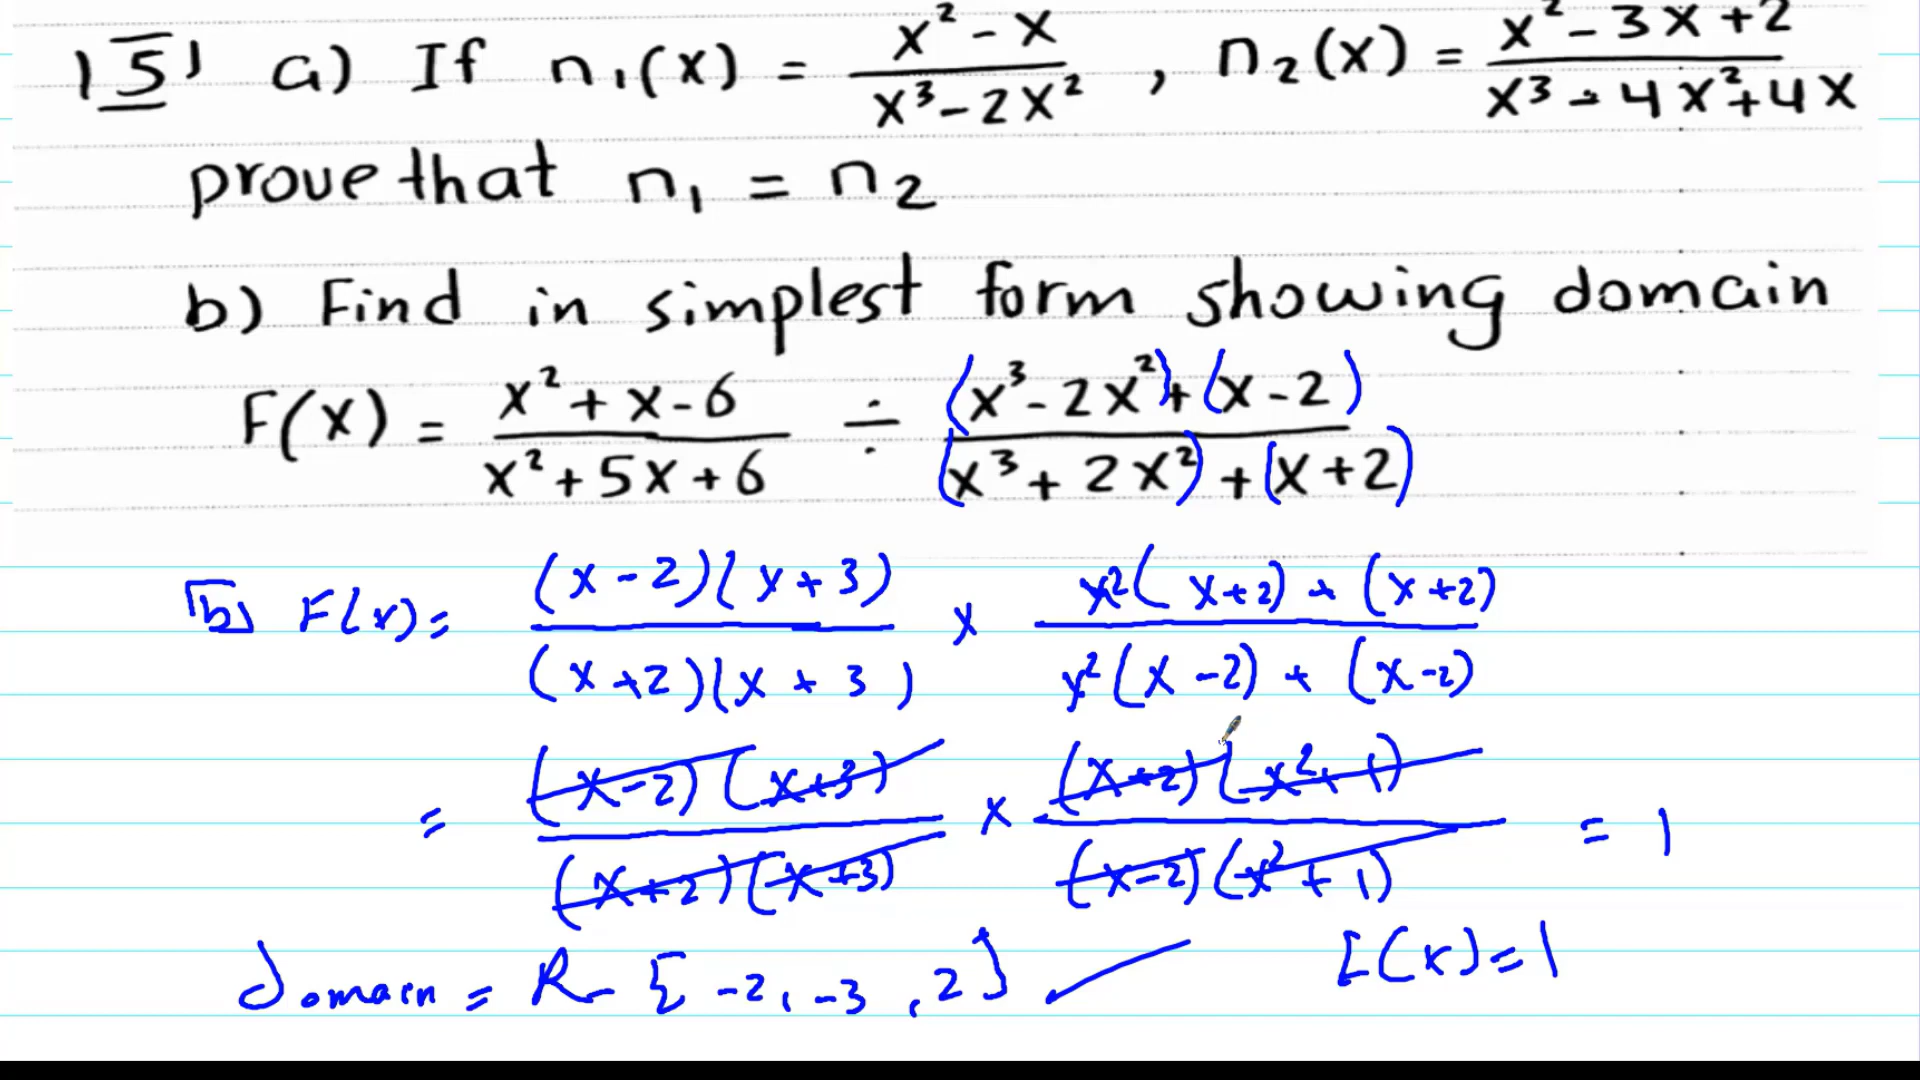 15 a) If n₁(x) = (x² - x)/(x³ - 2x²) , n₂(x) = (x² - 3x + 2)/(x³ - 4x² + 4x)
prove that n₁ = n₂
b) Find in simplest form showing domain
F(x) = (x² + x - 6)/(x² + 5x + 6) ÷ ((x³ - 2x²) + (x - 2))/((x³ + 2x²) + (x + 2))
b) F(x) = ((x - 2)(x + 3))/((x + 2)(x + 3)) × (x²(x + 2) + (x + 2))/(x²(x - 2) + (x - 2))
= ((x - 2)(x + 3))/((x + 2)(x + 3)) × ((x + 2)(x² + 1))/((x - 2)(x² + 1)) = 1
domain = R - { -2, -3, 2 } ✓ F(x) = 1